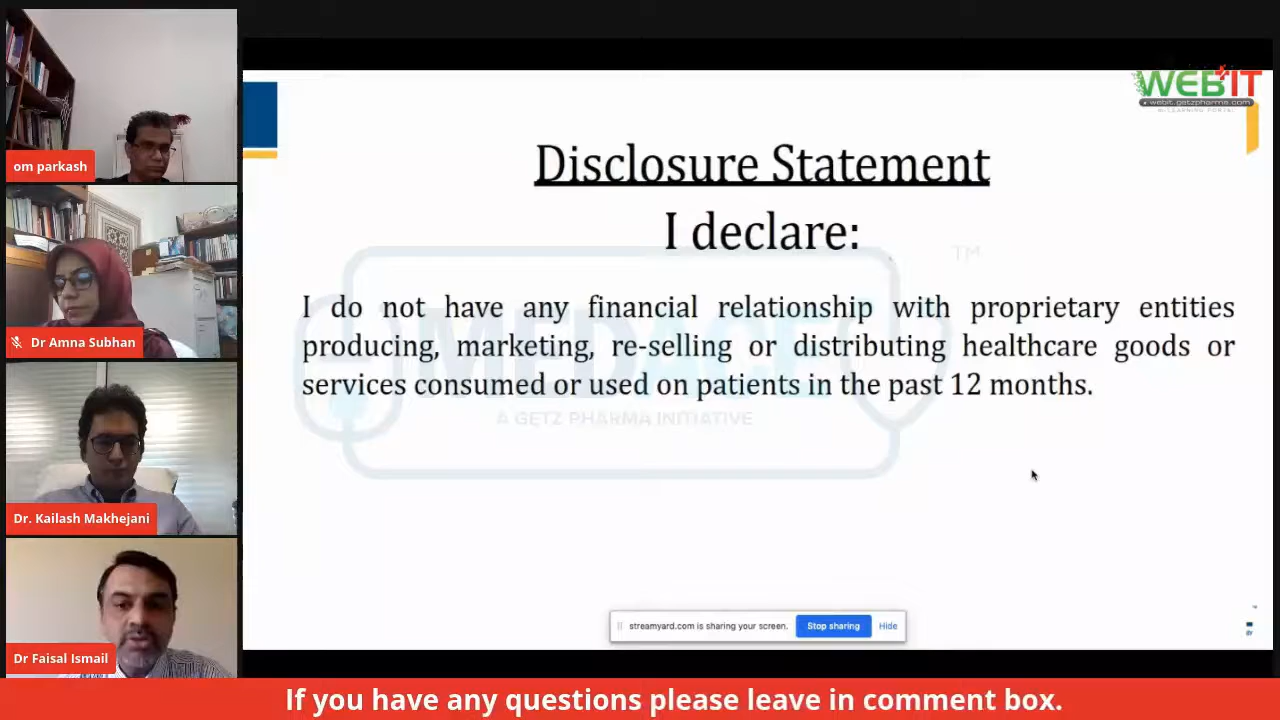 WEBIT
webit.getzpharma.com
Disclosure Statement
I declare:
TM
I do not have any financial relationship with proprietary entities
producing, marketing, re-selling or distributing healthcare goods or
services consumed or used on patients in the past 12 months.
MEDACE
A GETZ PHARMA INITIATIVE
streamyard.com is sharing your screen.
Stop sharing
Hide
om parkash
Dr Amna Subhan
Dr. Kailash Makhejani
Dr Faisal Ismail
If you have any questions please leave in comment box.